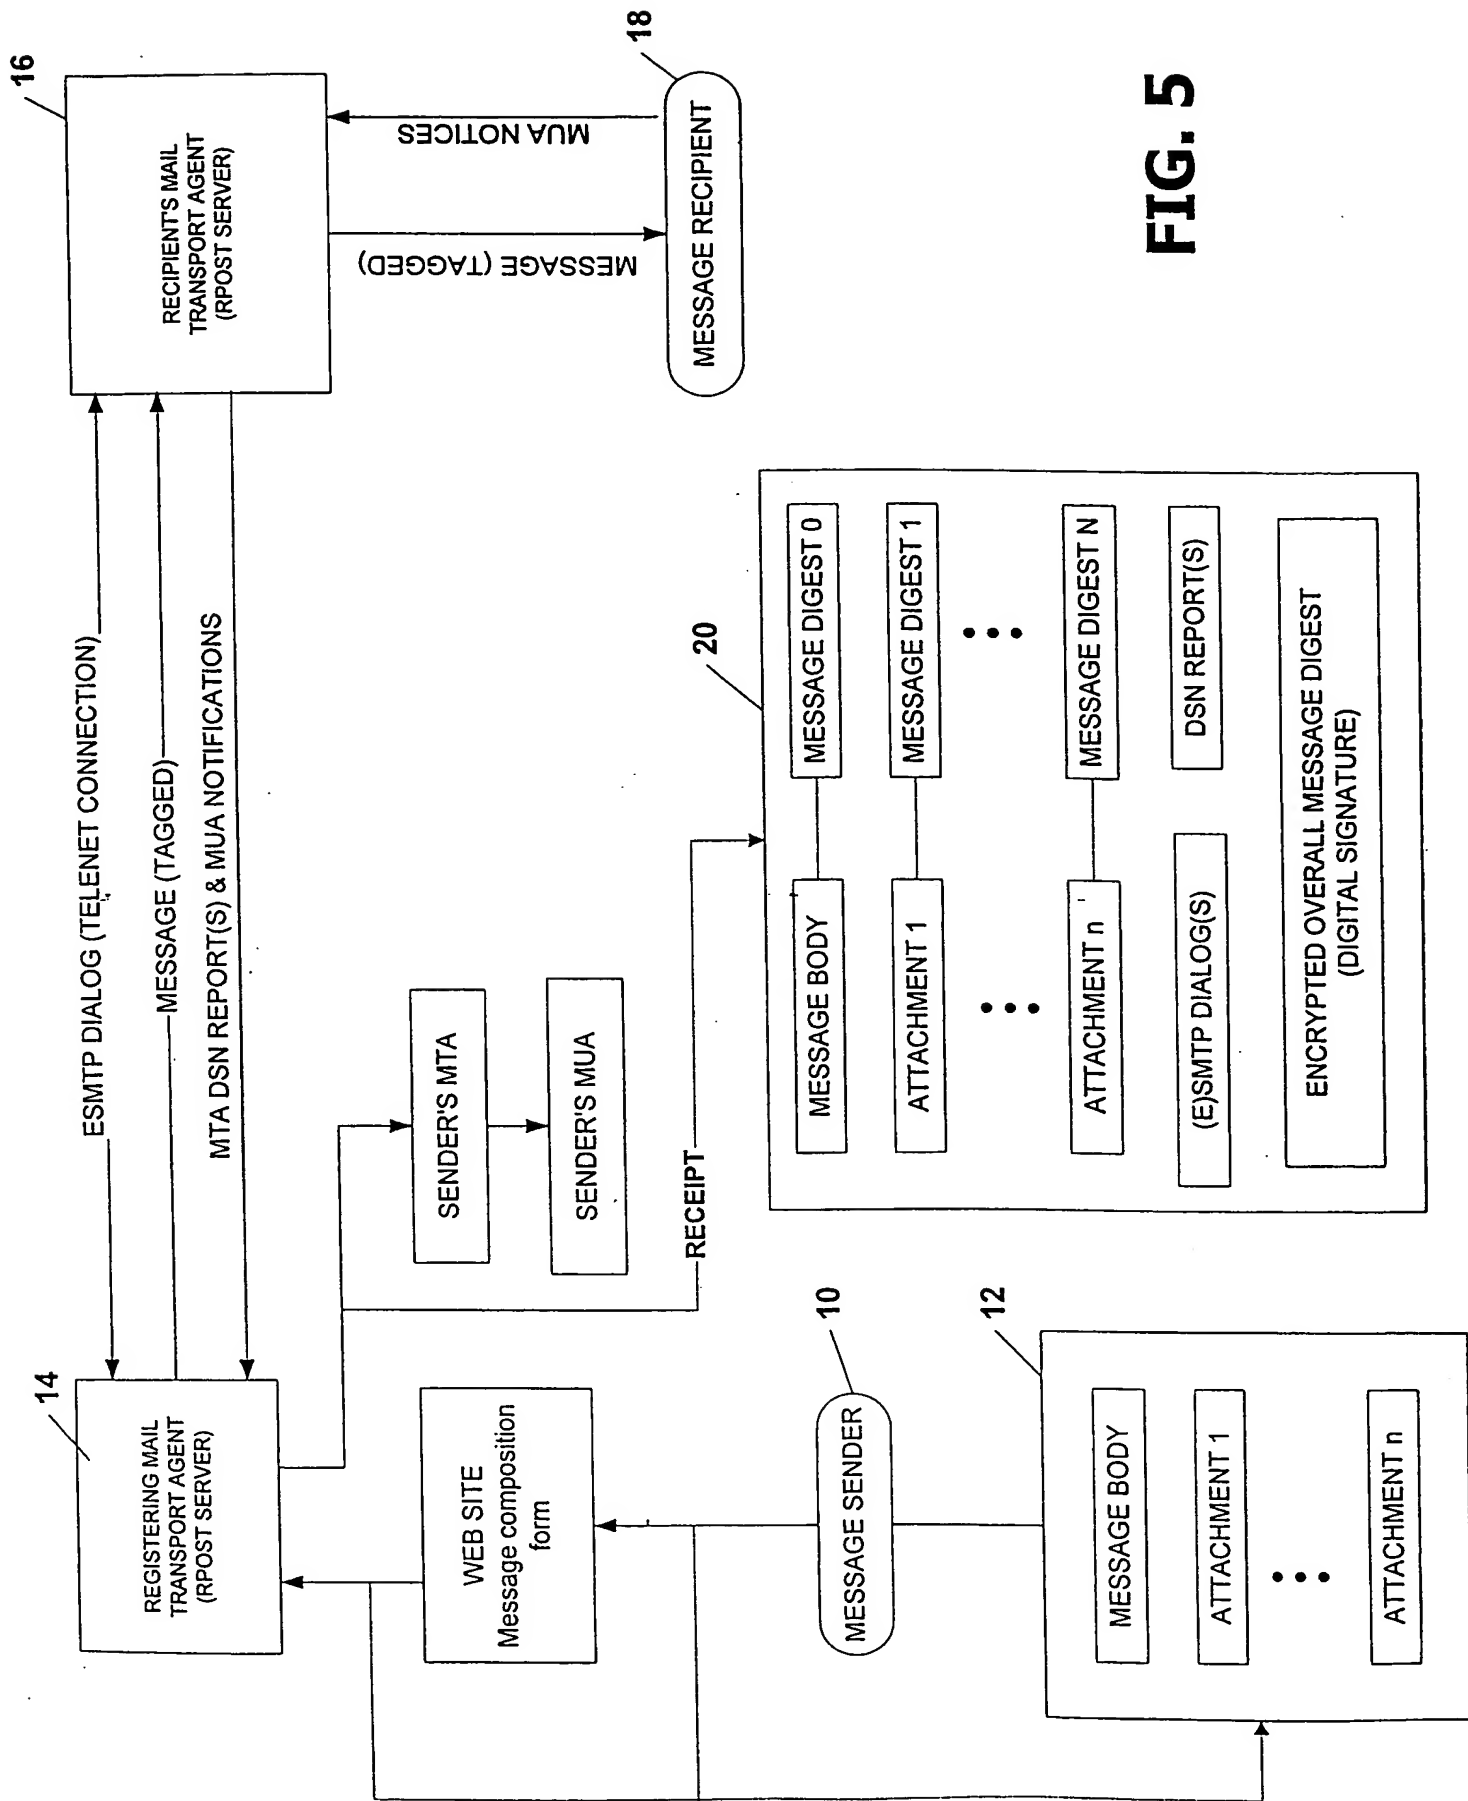 14
REGISTERING MAIL
TRANSPORT AGENT
(RPOST SERVER)
ESMTP DIALOG (TELENET CONNECTION)
MESSAGE (TAGGED)
MTA DSN REPORT(S) & MUA NOTIFICATIONS
16
RECIPIENT'S MAIL
TRANSPORT AGENT
(RPOST SERVER)
MESSAGE (TAGGED)
MUA NOTICES
18
MESSAGE RECIPIENT
WEB SITE
Message composition
form
SENDER'S MTA
SENDER'S MUA
RECEIPT
10
MESSAGE SENDER
12
MESSAGE BODY
ATTACHMENT 1
ATTACHMENT n
20
MESSAGE BODY
MESSAGE DIGEST 0
ATTACHMENT 1
MESSAGE DIGEST 1
ATTACHMENT n
MESSAGE DIGEST N
(E)SMTP DIALOG(S)
DSN REPORT(S)
ENCRYPTED OVERALL MESSAGE DIGEST
(DIGITAL SIGNATURE)
FIG. 5